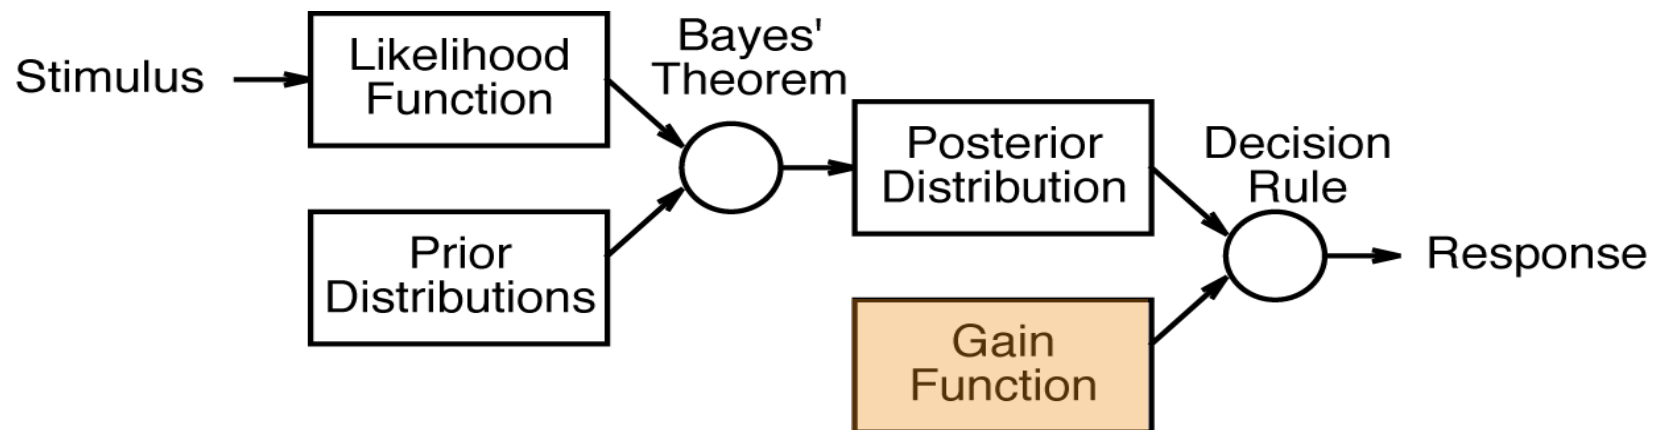 Stimulus
Likelihood
Function
Bayes'
Theorem
Prior
Distributions
Posterior
Distribution
Decision
Rule
Gain
Function
Response